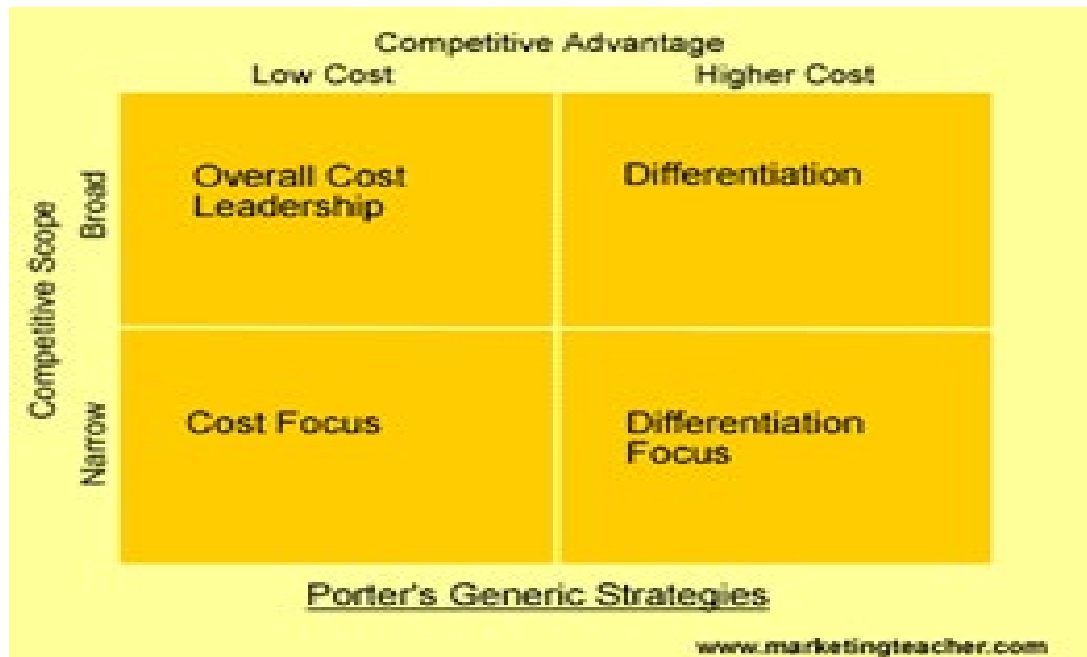 Competitive Advantage
Low Cost
Higher Cost
Competitive Scope
Broad
Overall Cost
Leadership
Differentiation
Narrow
Cost Focus
Differentiation
Focus
Porter's Generic Strategies
www.marketingteacher.com